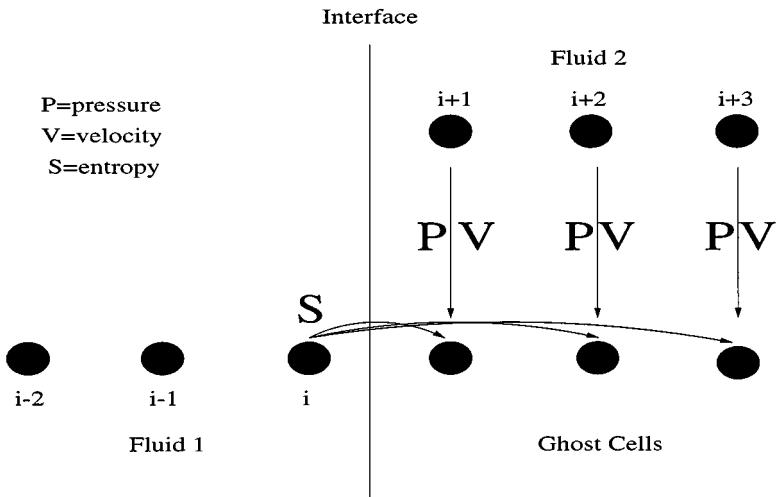 Interface
Fluid 2
P=pressure
V=velocity
S=entropy
i+1 i+2 i+3
P V P V P V
S
i-2 i-1 i
Fluid 1 Ghost Cells